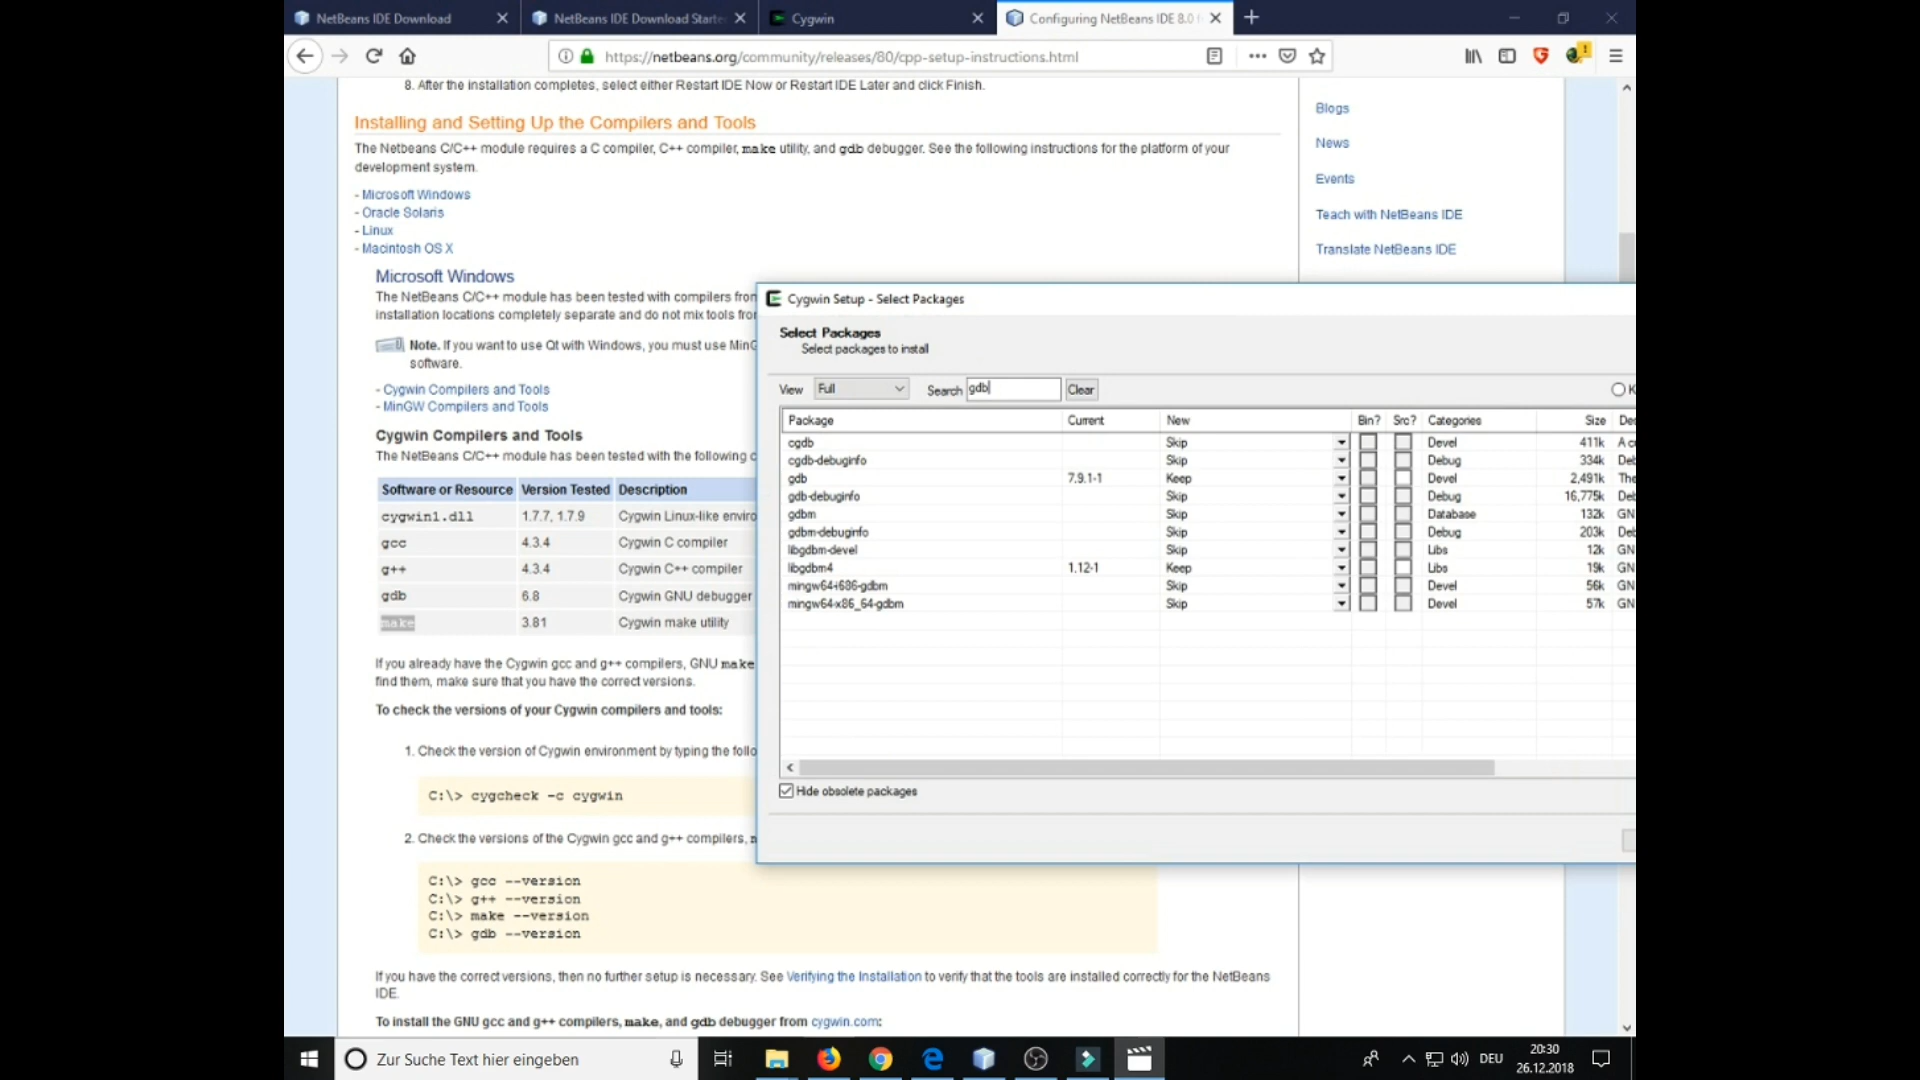 NetBeans IDE Download
NetBeans IDE Download Starte
Cygwin
Configuring NetBeans IDE 8.0 f
https://netbeans.org/community/releases/80/cpp-setup-instructions.html
8. After the installation completes, select either Restart IDE Now or Restart IDE Later and click Finish.
Installing and Setting Up the Compilers and Tools
The Netbeans C/C++ module requires a C compiler, C++ compiler, make utility, and gdb debugger. See the following instructions for the platform of your
development system.
- Microsoft Windows
- Oracle Solaris
- Linux
- Macintosh OS X
Microsoft Windows
The NetBeans C/C++ module has been tested with compilers from
installation locations completely separate and do not mix tools fro
Note. If you want to use Qt with Windows, you must use MinG
software.
- Cygwin Compilers and Tools
- MinGW Compilers and Tools
Cygwin Compilers and Tools
The NetBeans C/C++ module has been tested with the following c
Software or Resource Version Tested Description
cygwin1.dll 1.7.7, 1.7.9 Cygwin Linux-like enviro
gcc 4.3.4 Cygwin C compiler
g++ 4.3.4 Cygwin C++ compiler
gdb 6.8 Cygwin GNU debugger
make 3.81 Cygwin make utility
If you already have the Cygwin gcc and g++ compilers, GNU make
find them, make sure that you have the correct versions.
To check the versions of your Cygwin compilers and tools:
1. Check the version of Cygwin environment by typing the follo
C:\> cygcheck -c cygwin
2. Check the versions of the Cygwin gcc and g++ compilers, m
C:\> gcc --version
C:\> g++ --version
C:\> make --version
C:\> gdb --version
If you have the correct versions, then no further setup is necessary. See Verifying the Installation to verify that the tools are installed correctly for the NetBeans
IDE.
To install the GNU gcc and g++ compilers, make, and gdb debugger from cygwin.com:
Blogs
News
Events
Teach with NetBeans IDE
Translate NetBeans IDE
Cygwin Setup - Select Packages
Select Packages
Select packages to install
View Full Search gdb Clear K
Package Current New Bin? Src? Categories Size Des
cgdb Skip Devel 411k A c
cgdb-debuginfo Skip Debug 334k Deb
gdb 7.9.1-1 Keep Devel 2,491k The
gdb-debuginfo Skip Debug 16,775k Deb
gdbm Skip Database 132k GN
gdbm-debuginfo Skip Debug 203k Deb
libgdbm-devel Skip Libs 12k GN
libgdbm4 1.12-1 Keep Libs 19k GN
mingw64-i686-gdbm Skip Devel 56k GN
mingw64-x86_64-gdbm Skip Devel 57k GN
Hide obsolete packages
Zur Suche Text hier eingeben
DEU
20:30
26.12.2018